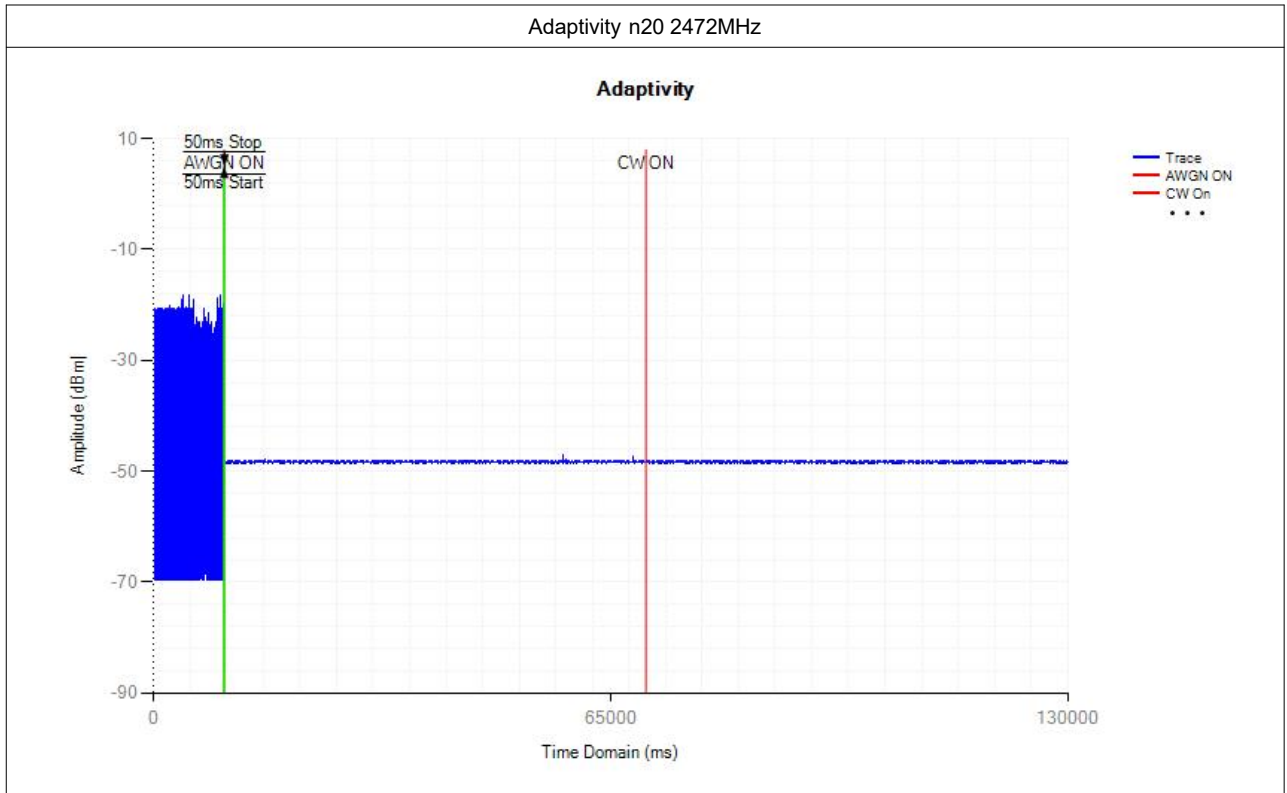 Adaptivity n20 2472MHz
Adaptivity
50ms Stop
AWGN ON
50ms Start
CW ON
Trace
AWGN ON
CW On
• • •
10
-10
-30
-50
-70
-90
Amplitude (dBm)
0
65000
130000
Time Domain (ms)